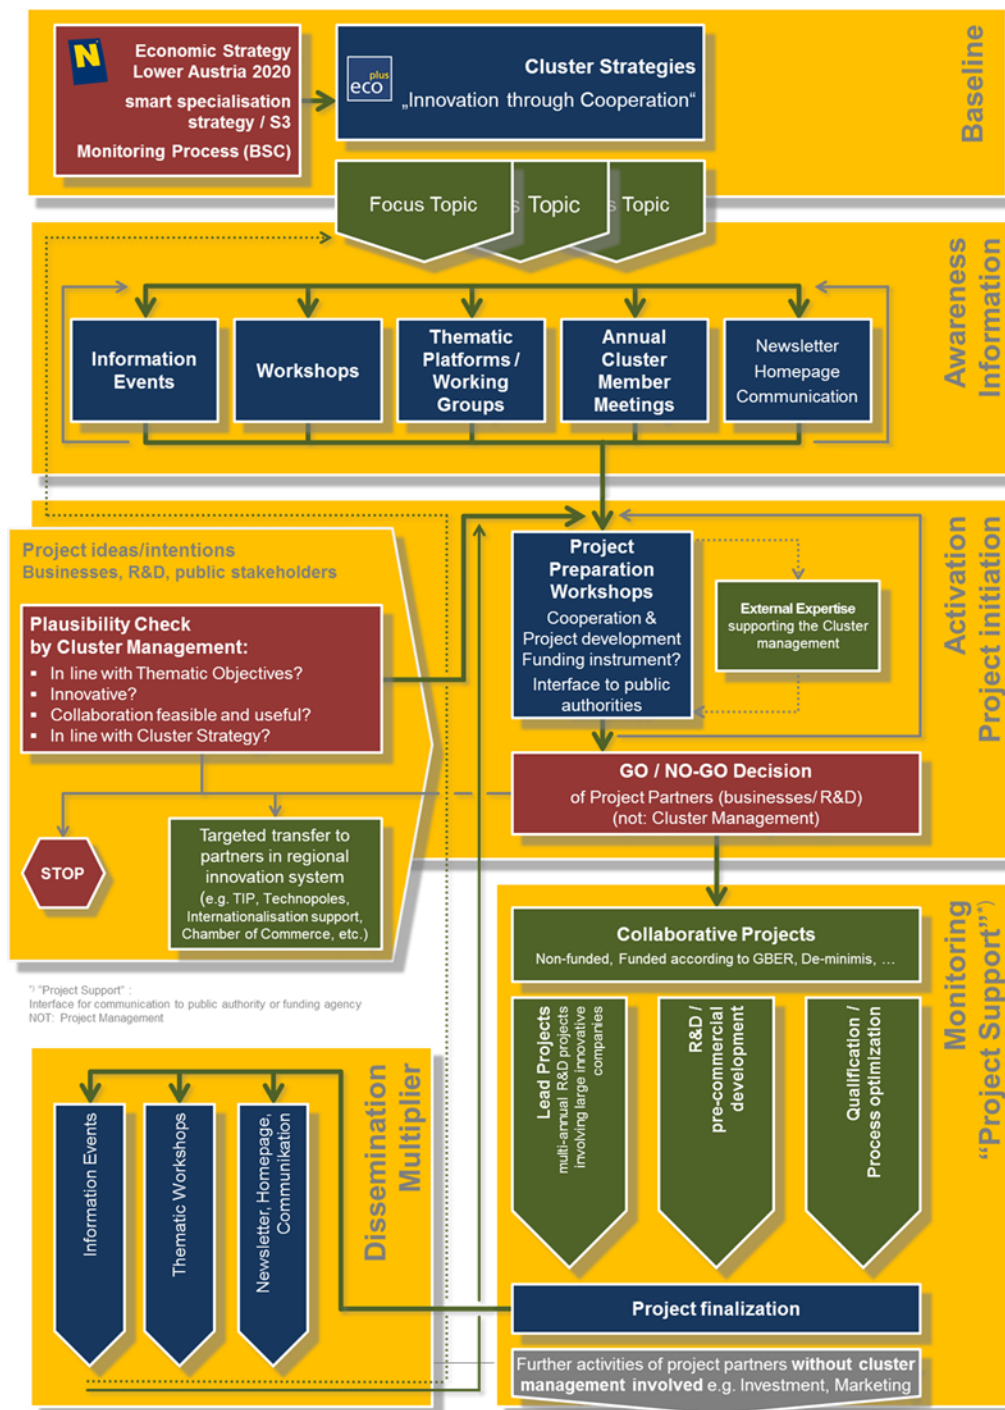 N
Economic Strategy
Lower Austria 2020
smart specialisation
strategy / S3
Monitoring Process (BSC)
plus
eco
Cluster Strategies
„Innovation through Cooperation“
Baseline
Focus Topic
s Topic
s Topic
Awareness
Information
Information
Events
Workshops
Thematic
Platforms /
Working
Groups
Annual
Cluster
Member
Meetings
Newsletter
Homepage
Communication
Activation
Project initiation
Project ideas/intentions
Businesses, R&D, public stakeholders
Plausibility Check
by Cluster Management:
▪ In line with Thematic Objectives?
▪ Innovative?
▪ Collaboration feasible and useful?
▪ In line with Cluster Strategy?
STOP
Targeted transfer to
partners in regional
innovation system
(e.g. TIP, Technopoles,
Internationalisation support,
Chamber of Commerce, etc.)
Project
Preparation
Workshops
Cooperation &
Project development
Funding instrument?
Interface to public
authorities
External Expertise
supporting the Cluster
management
GO / NO-GO Decision
of Project Partners (businesses/ R&D)
(not: Cluster Management)
Monitoring
“Project Support”*)
Collaborative Projects
Non-funded, Funded according to GBER, De-minimis, …
Lead Projects
multi-annual R&D projects
involving large innovative
companies
R&D /
pre-commercial
development
Qualification /
Process optimization
*) "Project Support" :
Interface for communication to public authority or funding agency
NOT: Project Management
Dissemination
Multiplier
Information Events
Thematic Workshops
Newsletter, Homepage,
Communikation
Project finalization
Further activities of project partners without cluster
management involved e.g. Investment, Marketing